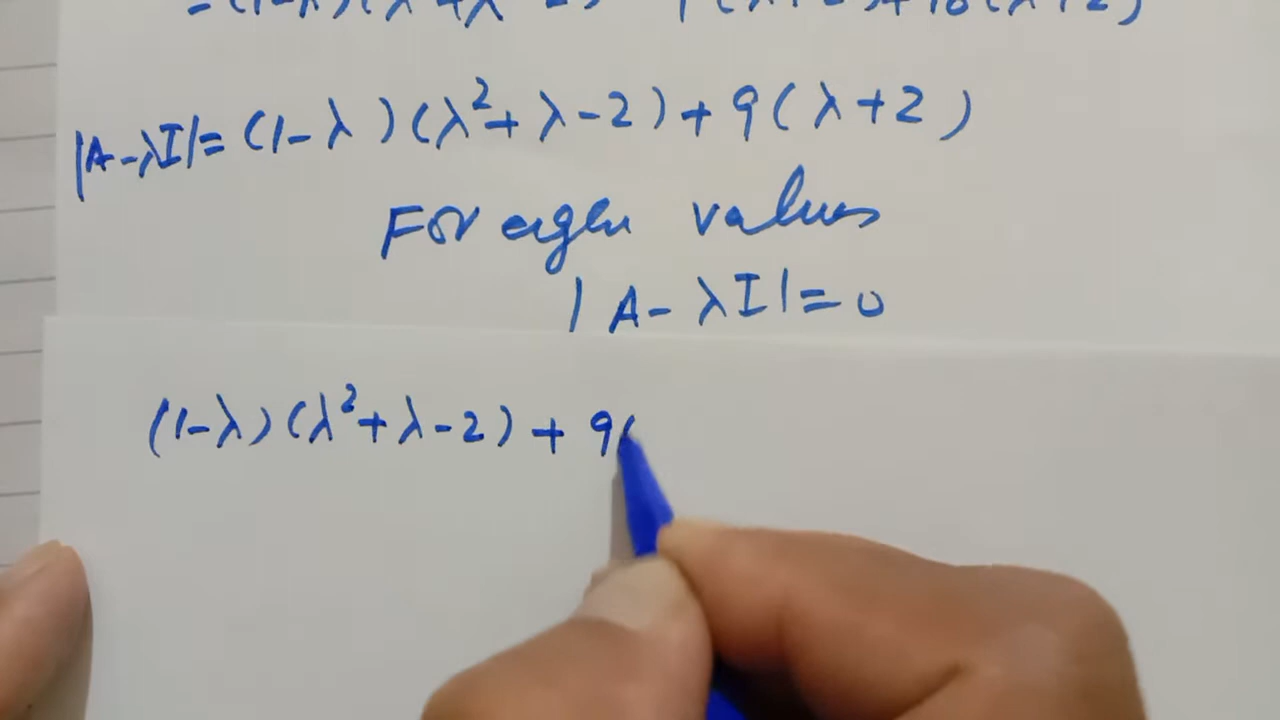 |A-λI|= (1-λ)(λ²+λ-2)+9(λ+2)
For eigen values
|A-λI|=0
(1-λ)(λ²+λ-2)+9(